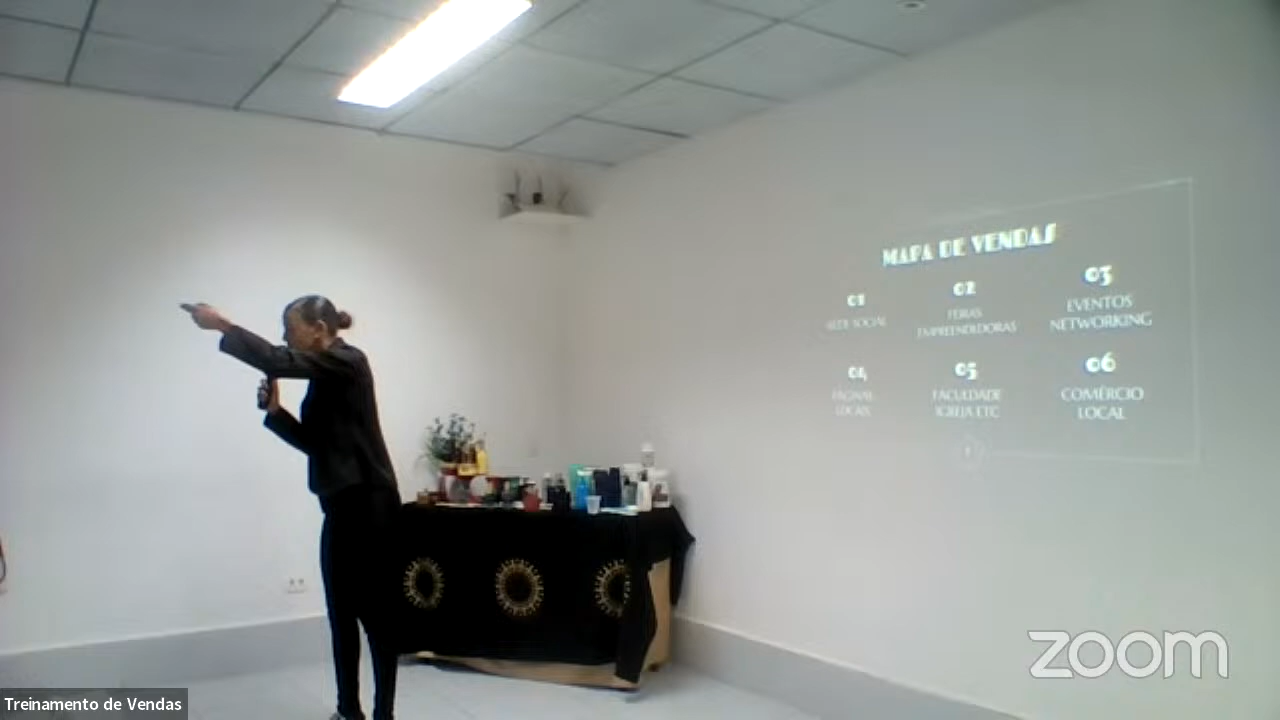 MAPA DE VENDAS
01
REDE SOCIAL
02
FEIRAS
EMPREENDEDORAS
03
EVENTOS
NETWORKING
04
PÁGINAS
LOCAIS
05
FACULDADE
IGREJA ETC
06
COMÉRCIO
LOCAL
zoom
Treinamento de Vendas